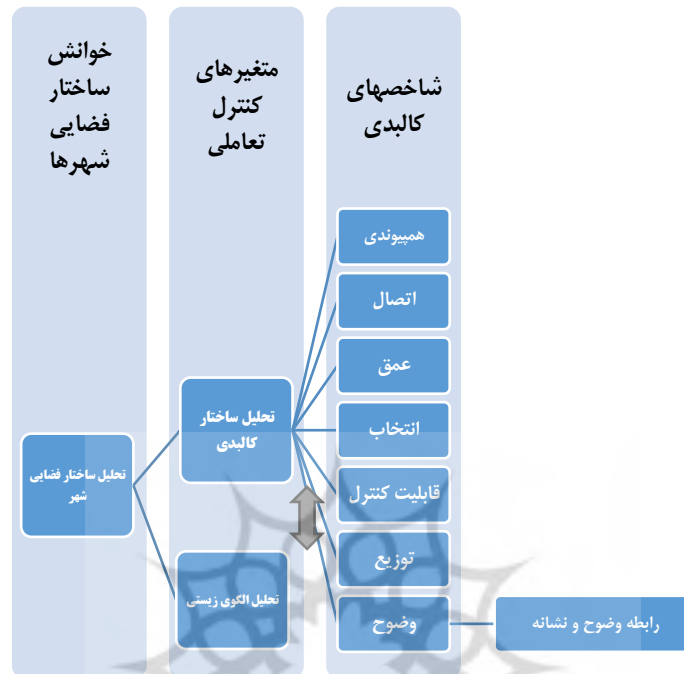 خوانش
ساختار
فضایی
شهرها
متغیرهای
کنترل
تعاملی
شاخصهای
کالبدی
همپیوندی
اتصال
عمق
انتخاب
قابلیت کنترل
توزیع
وضوح
رابطه وضوح و نشانه
تحلیل ساختار
کالبدی
تحلیل الگوی زیستی
تحلیل ساختار فضایی
شهر